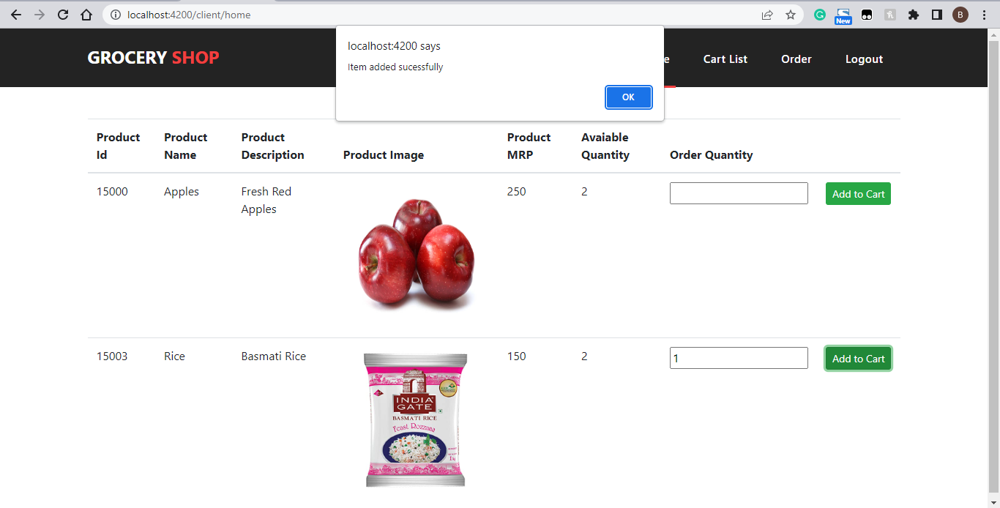 localhost:4200/client/home
New
B
GROCERY SHOP
localhost:4200 says
Item added sucessfully
OK
e
Cart List
Order
Logout
Product Id
Product Name
Product Description
Product Image
Product MRP
Avaiable Quantity
Order Quantity
15000
Apples
Fresh Red
Apples
250
2
Add to Cart
15003
Rice
Basmati Rice
150
2
1
Add to Cart
INDIA
GATE
BASMATI RICE
Feast Rozzana